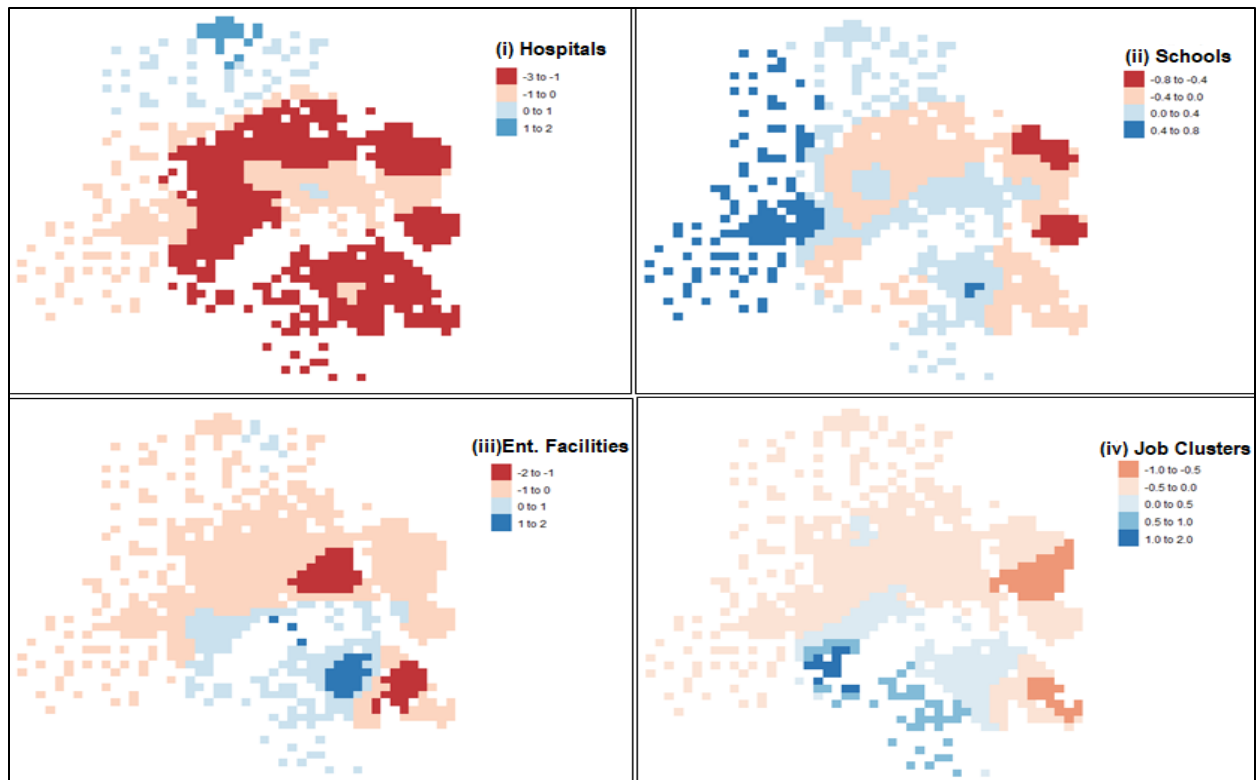 (i) Hospitals
-3 to -1
-1 to 0
0 to 1
1 to 2
(ii) Schools
-0.8 to -0.4
-0.4 to 0.0
0.0 to 0.4
0.4 to 0.8
(iii)Ent. Facilities
-2 to -1
-1 to 0
0 to 1
1 to 2
(iv) Job Clusters
-1.0 to -0.5
-0.5 to 0.0
0.0 to 0.5
0.5 to 1.0
1.0 to 2.0